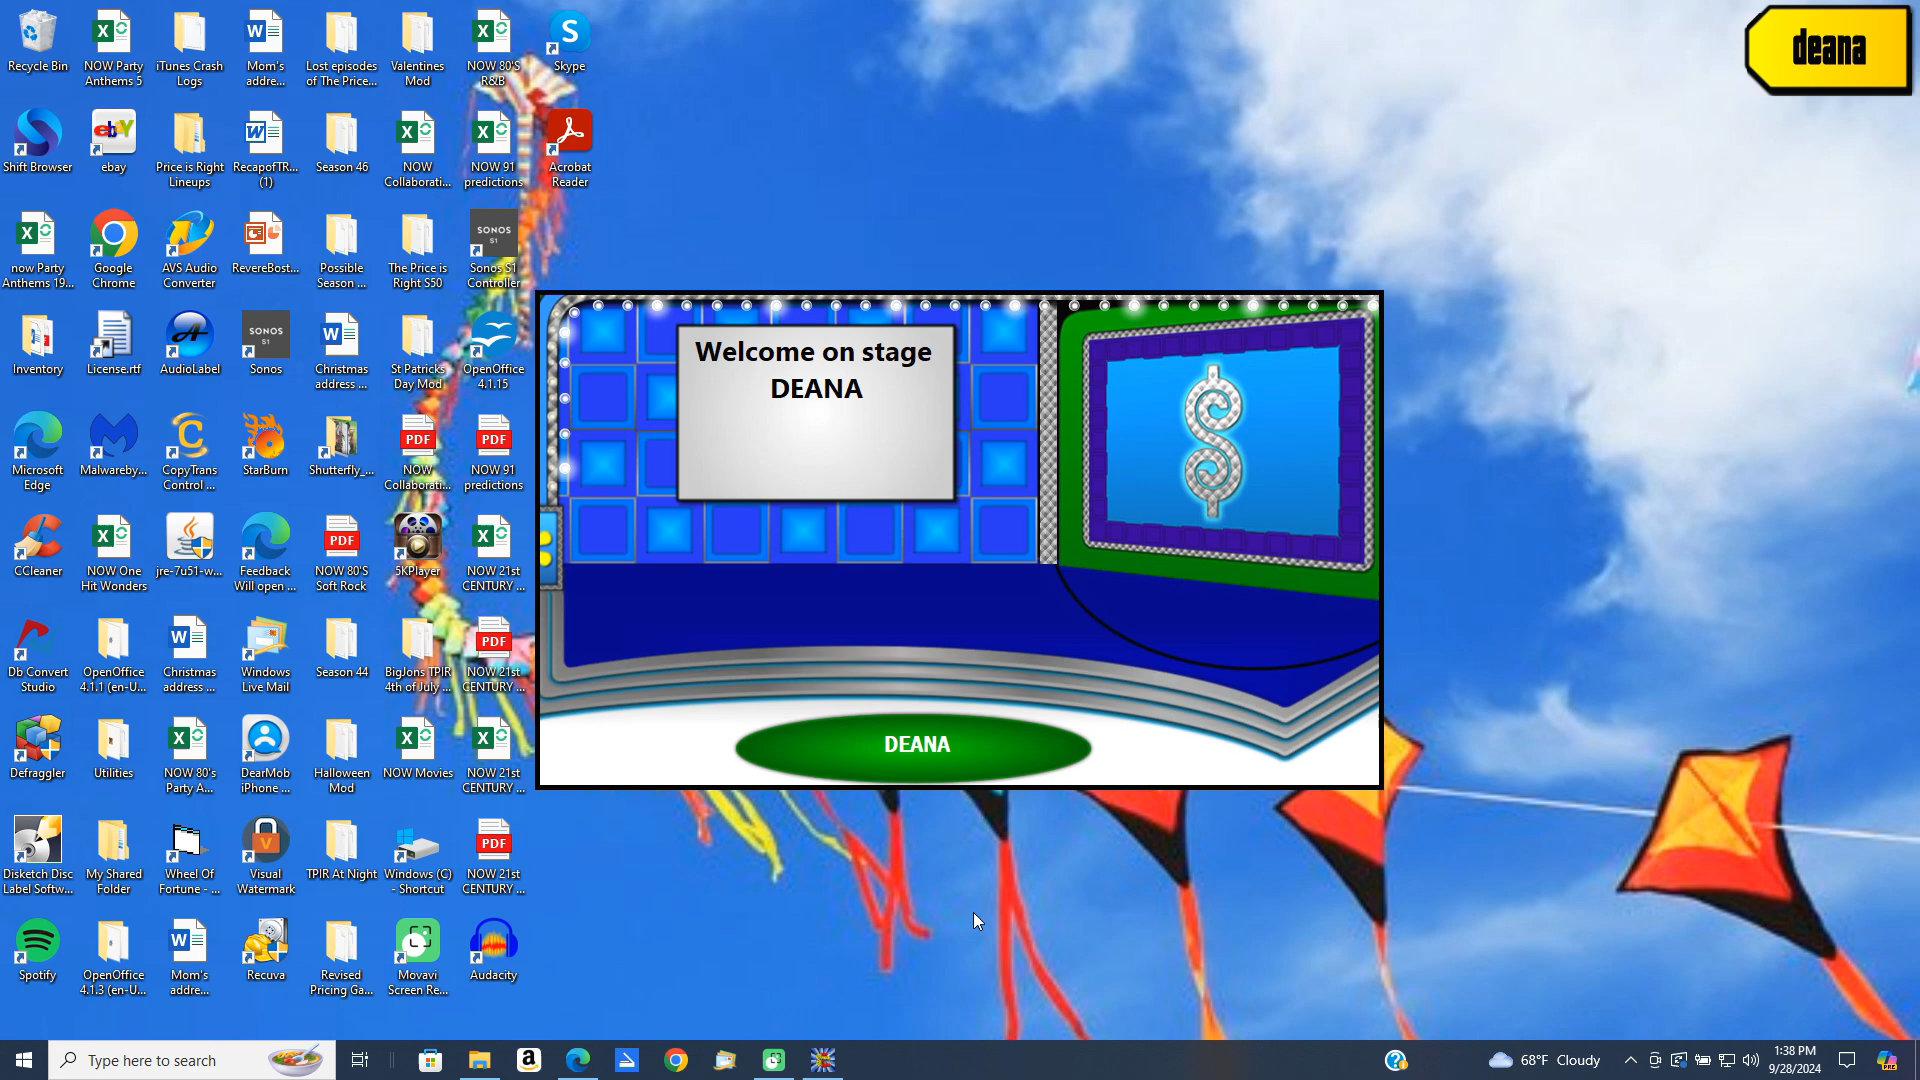 Recycle Bin
NOW Party
Anthems 5
iTunes Crash
Logs
Mom's
addre...
Lost episodes
of The Price...
Valentines
Mod
NOW 80'S
R&B
S
Skype
deana
Shift Browser
ebay
ebay
Price is Right
Lineups
RecapofTR...
(1)
Season 46
NOW
Collaborati...
NOW 91
predictions
Acrobat
Reader
now Party
Anthems 19...
Google
Chrome
AVS Audio
Converter
RevereBost...
Possible
Season ...
The Price is
Right S50
SONOS
S1
Sonos S1
Controller
Inventory
License.rtf
AudioLabel
SONOS
S1
Sonos
Christmas
address ...
St Patricks
Day Mod
OpenOffice
4.1.15
Welcome on stage
DEANA
Microsoft
Edge
Malwareby...
CopyTrans
Control ...
StarBurn
Shutterfly_...
PDF
NOW
Collaborati...
PDF
NOW 91
predictions
CCleaner
NOW One
Hit Wonders
jre-7u51-w...
Feedback
Will open ...
PDF
NOW 80'S
Soft Rock
5KPlayer
NOW 21st
CENTURY ...
Db Convert
Studio
OpenOffice
4.1.1 (en-U...
Christmas
address ...
Windows
Live Mail
Season 44
BigJons TPIR
4th of July ...
PDF
NOW 21st
CENTURY ...
Defraggler
Utilities
NOW 80's
Party A...
DearMob
iPhone ...
Halloween
Mod
NOW Movies
NOW 21st
CENTURY ...
DEANA
Disketch Disc
Label Softw...
My Shared
Folder
Wheel Of
Fortune - ...
Visual
Watermark
TPIR At Night
Windows (C)
- Shortcut
PDF
NOW 21st
CENTURY ...
Spotify
OpenOffice
4.1.3 (en-U...
Mom's
addre...
Recuva
Revised
Pricing Ga...
Movavi
Screen Re...
Audacity
Type here to search
68°F Cloudy
1:38 PM
9/28/2024